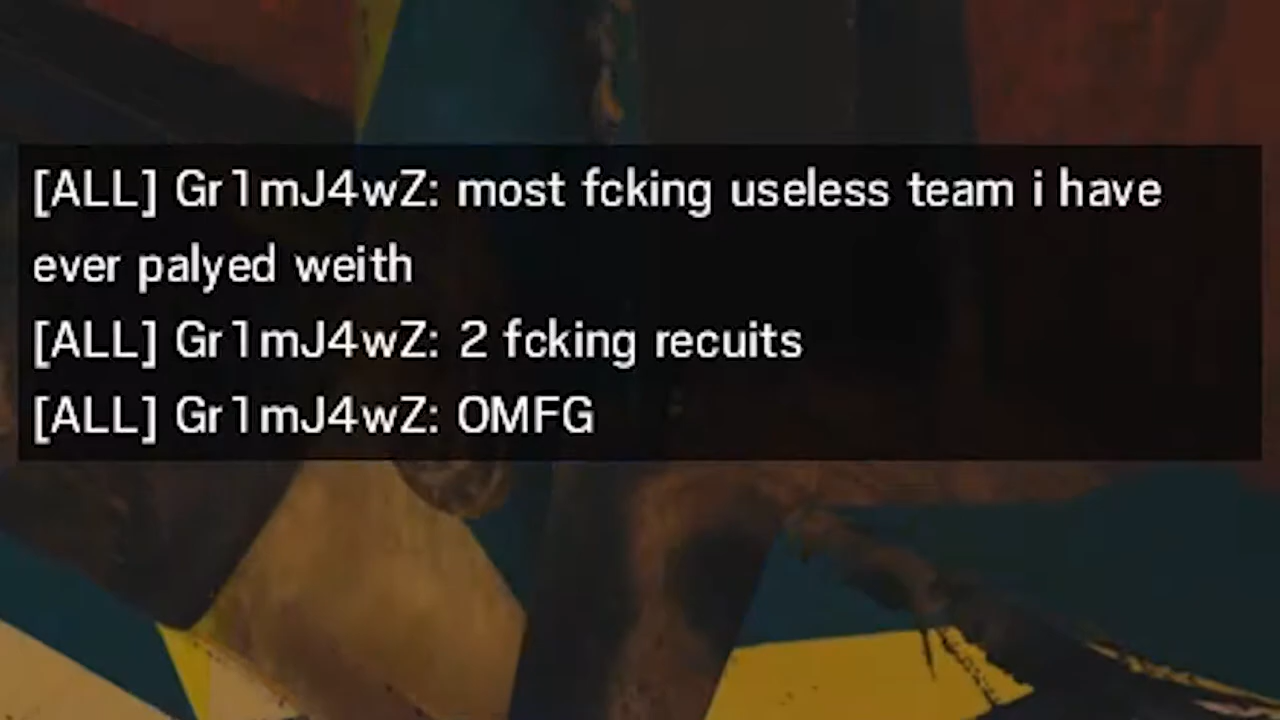 [ALL] Gr1mJ4wZ: most fcking useless team i have
ever palyed weith
[ALL] Gr1mJ4wZ: 2 fcking recuits
[ALL] Gr1mJ4wZ: OMFG